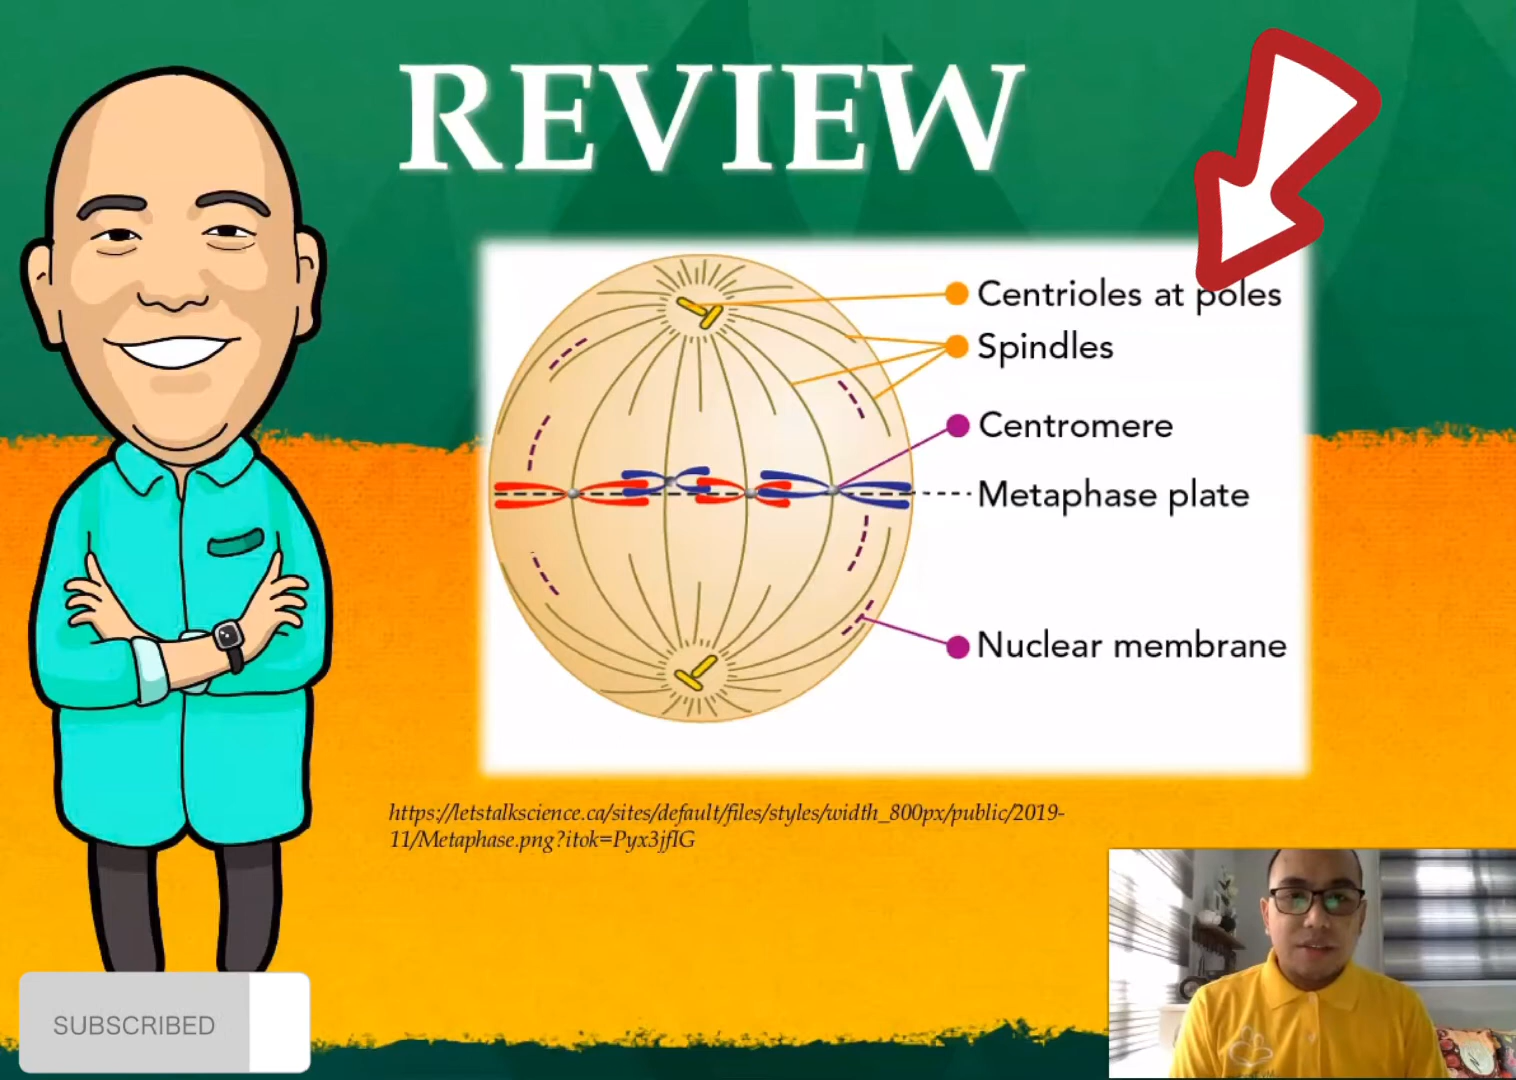 REVIEW
Centrioles at poles
Spindles
Centromere
Metaphase plate
Nuclear membrane
https://letstalkscience.ca/sites/default/files/styles/width_800px/public/2019-
11/Metaphase.png?itok=Pyx3jflG
SUBSCRIBED